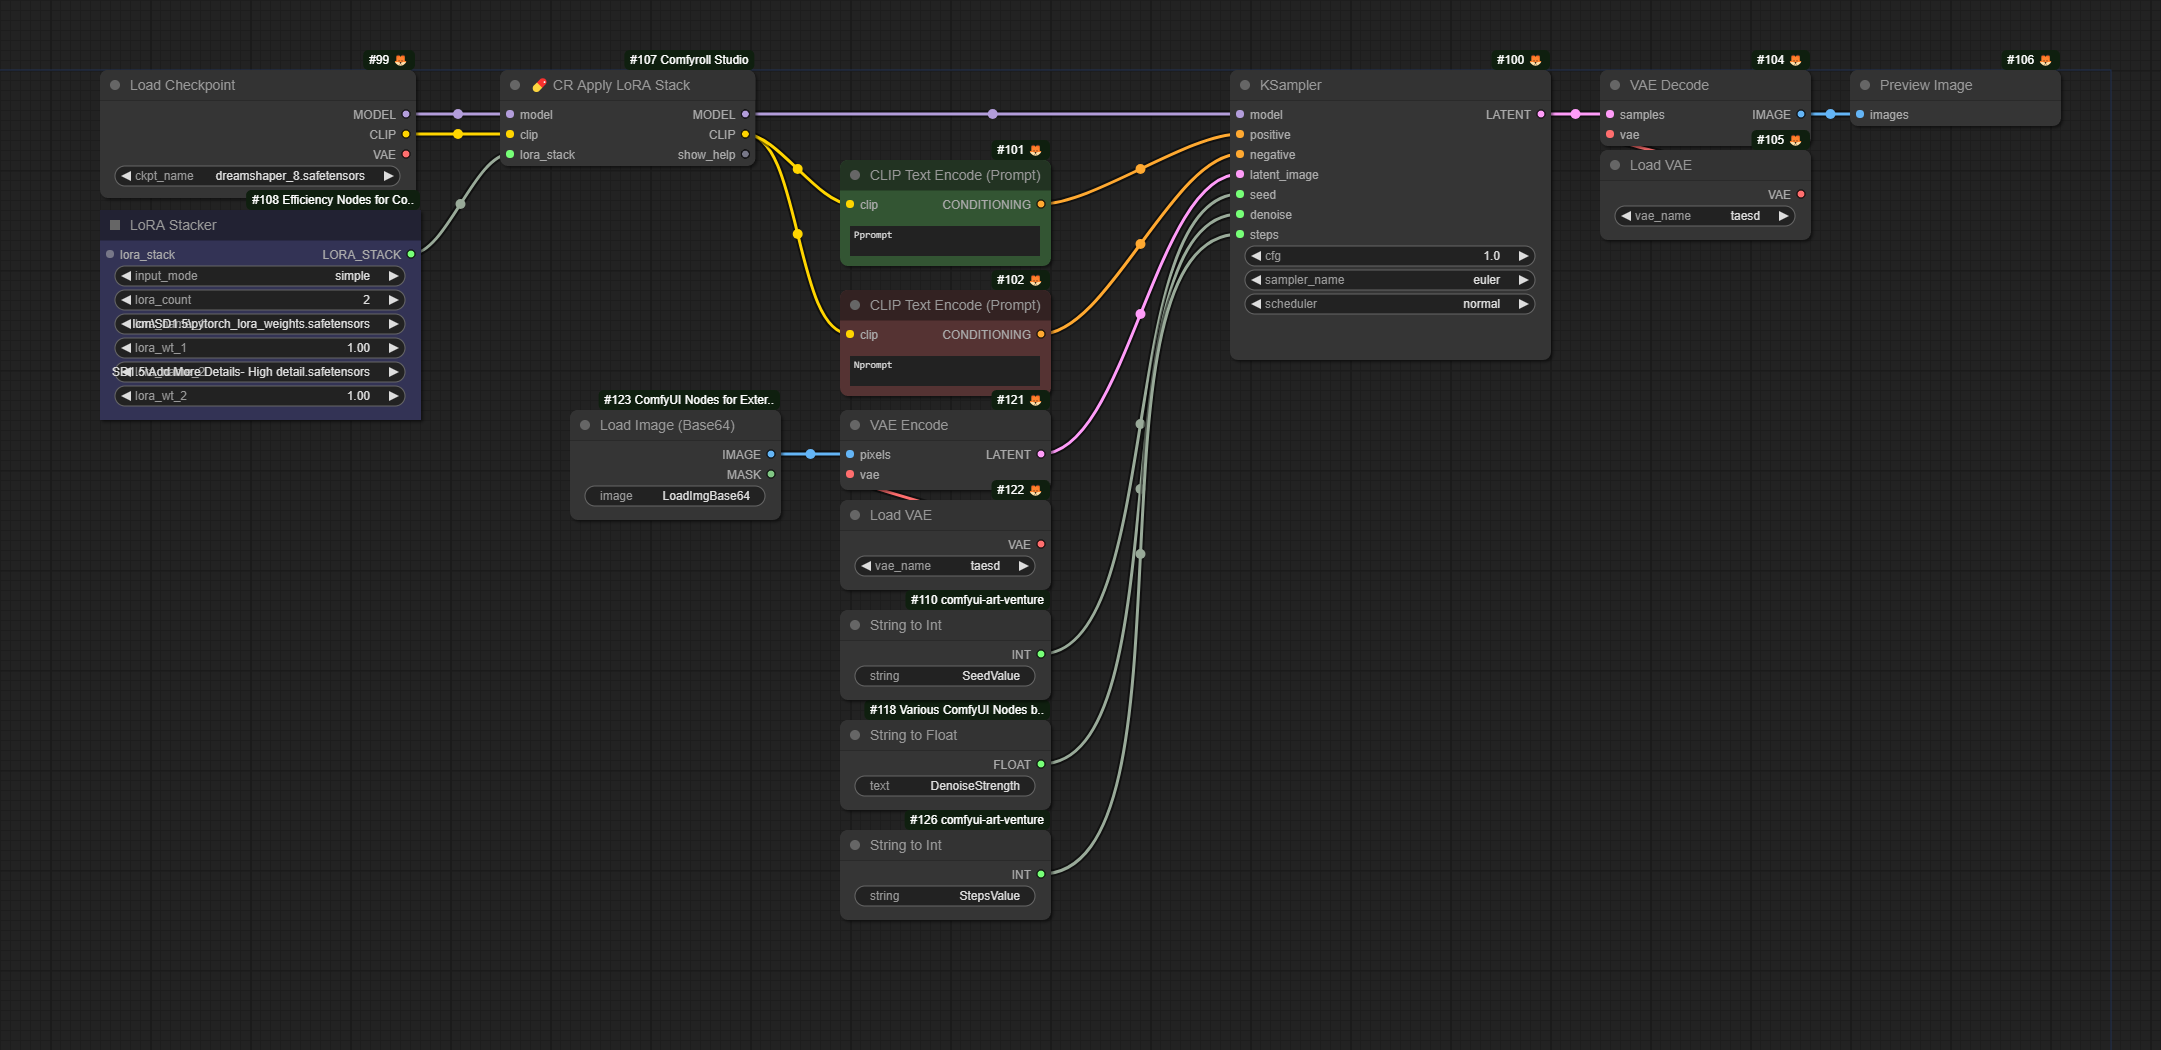 #99
Load Checkpoint
MODEL
CLIP
VAE
ckpt_name dreamshaper_8.safetensors
#108 Efficiency Nodes for Co..
LoRA Stacker
lora_stack LORA_STACK
input_mode simple
lora_count 2
lcm\SD1.5\pytorch_lora_weights.safetensors
lora_wt_1 1.00
Add More Details- High detail.safetensors
lora_wt_2 1.00
#107 Comfyroll Studio
CR Apply LoRA Stack
model MODEL
clip CLIP
lora_stack show_help
#101
CLIP Text Encode (Prompt)
clip CONDITIONING
Pprompt
#102
CLIP Text Encode (Prompt)
clip CONDITIONING
Nprompt
#123 ComfyUI Nodes for Exter..
Load Image (Base64)
IMAGE
MASK
image LoadImgBase64
#121
VAE Encode
pixels LATENT
vae
#122
Load VAE
VAE
vae_name taesd
#110 comfyui-art-venture
String to Int
INT
string SeedValue
#118 Various ComfyUI Nodes b..
String to Float
FLOAT
text DenoiseStrength
#126 comfyui-art-venture
String to Int
INT
string StepsValue
#100
KSampler
model LATENT
positive
negative
latent_image
seed
denoise
steps
cfg 1.0
sampler_name euler
scheduler normal
#104
VAE Decode
samples IMAGE
vae
#105
Load VAE
VAE
vae_name taesd
#106
Preview Image
images